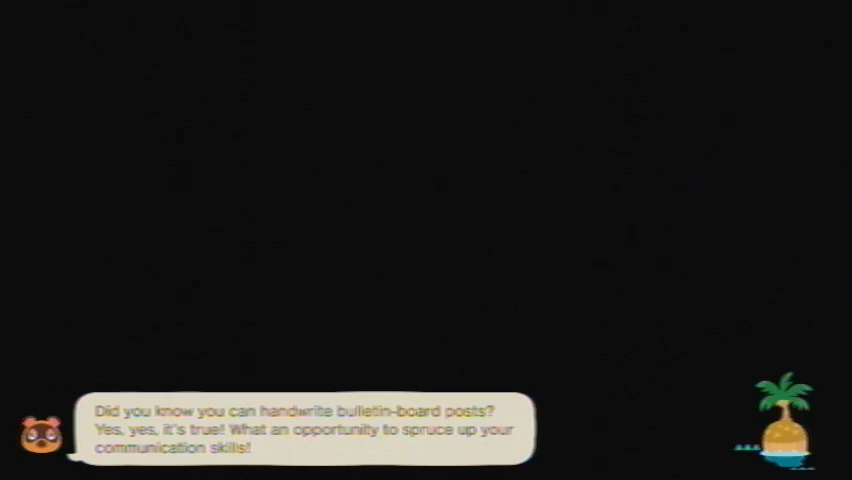 Did you know you can handwrite bulletin-board posts?
Yes, yes, it's true! What an opportunity to spruce up your
communication skills!